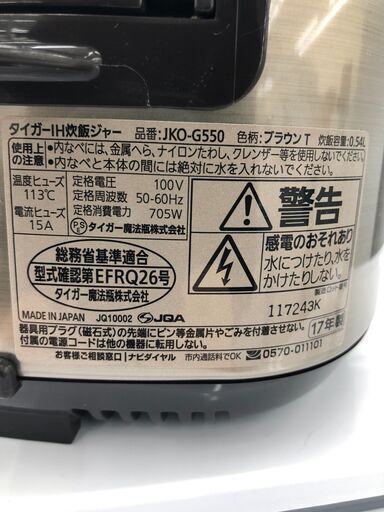 タイガーIH炊飯ジャー 品番:JKO-G550 色柄:ブラウンT 炊飯容量:0.54L
使用上の注意
●内なべには、金属へら、ナイロンたわし、クレンザー等を使用しないでください。
●内なべと本体の間には絶対に水を入れないでください。
温度ヒューズ 113℃
電流ヒューズ 15A
定格電圧 100V
定格周波数 50-60Hz
定格消費電力 705W
PSE タイガー魔法瓶株式会社
総務省基準適合
型式確認第EFRQ26号
タイガー魔法瓶株式会社
警告
感電のおそれあり
水につけたり、水を
かけたりしない。
製造ロット番号
117243K
MADE IN JAPAN JQ10002 JQA
17年製
器具用プラグ(磁石式)の先端にピン等金属片やごみを付着させない。
付属の電源コードは他の機器に転用しない。
お客様ご相談窓口 ナビダイヤル 市内通話料でOK 0570-011101